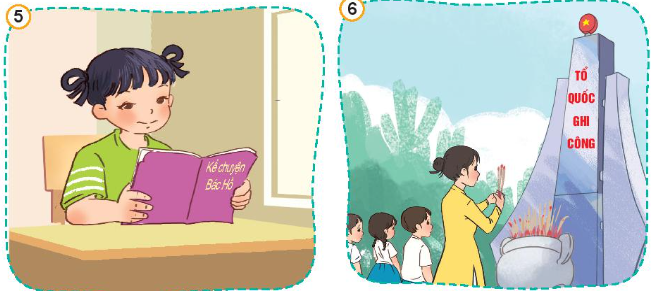 5
Kể chuyện
Bác Hồ
6
TỔ
QUỐC
GHI
CÔNG